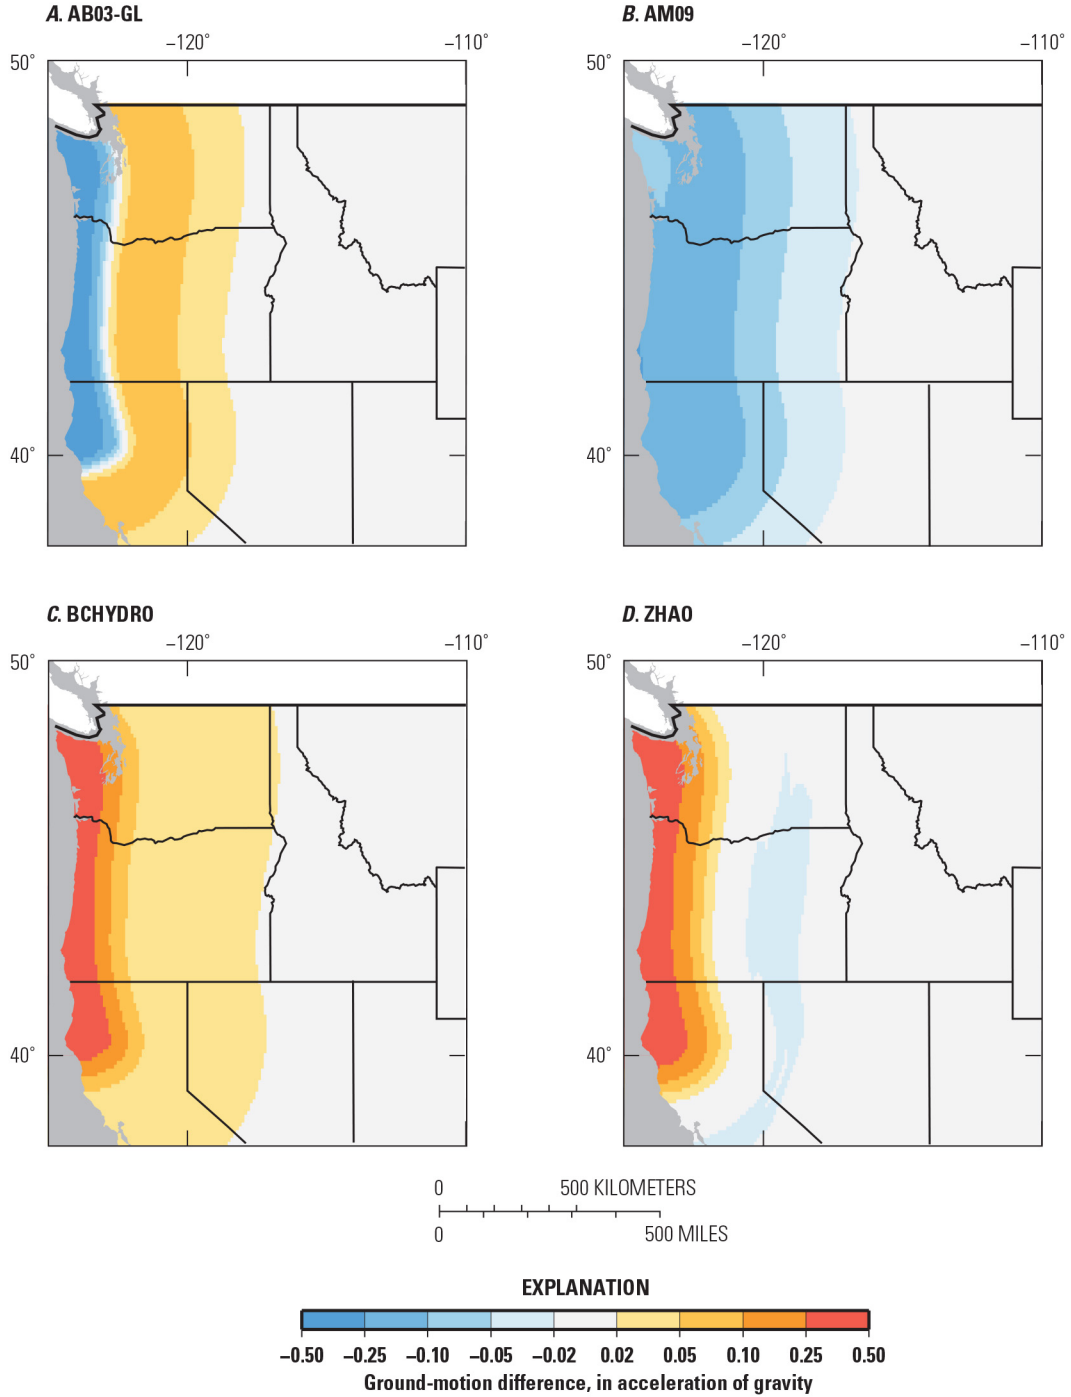 A. AB03-GL
B. AM09
−120˚ −110˚
−120˚ −110˚
50˚
50˚
40˚
40˚
C. BCHYDRO
D. ZHAO
−120˚ −110˚
−120˚ −110˚
50˚
50˚
40˚
40˚
0 500 KILOMETERS
0 500 MILES
EXPLANATION
−0.50 −0.25 −0.10 −0.05 −0.02 0.02 0.05 0.10 0.25 0.50
Ground-motion difference, in acceleration of gravity